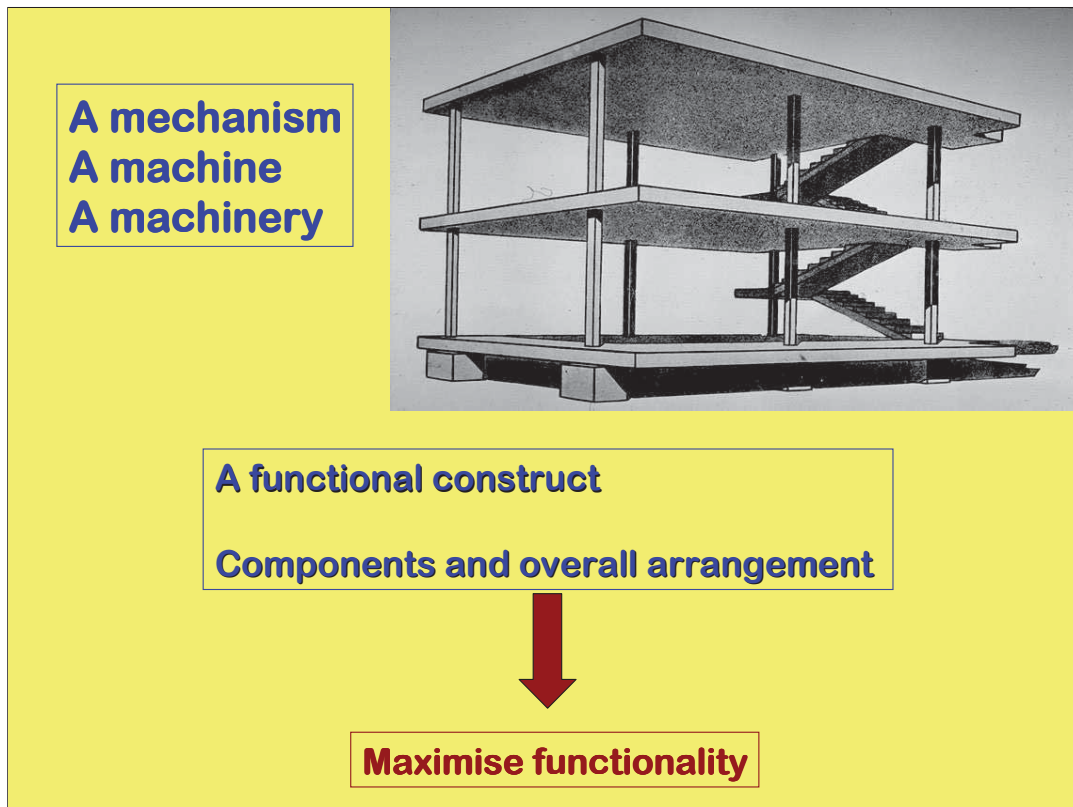 A mechanism
A machine
A machinery
A functional construct
Components and overall arrangement
Maximise functionality